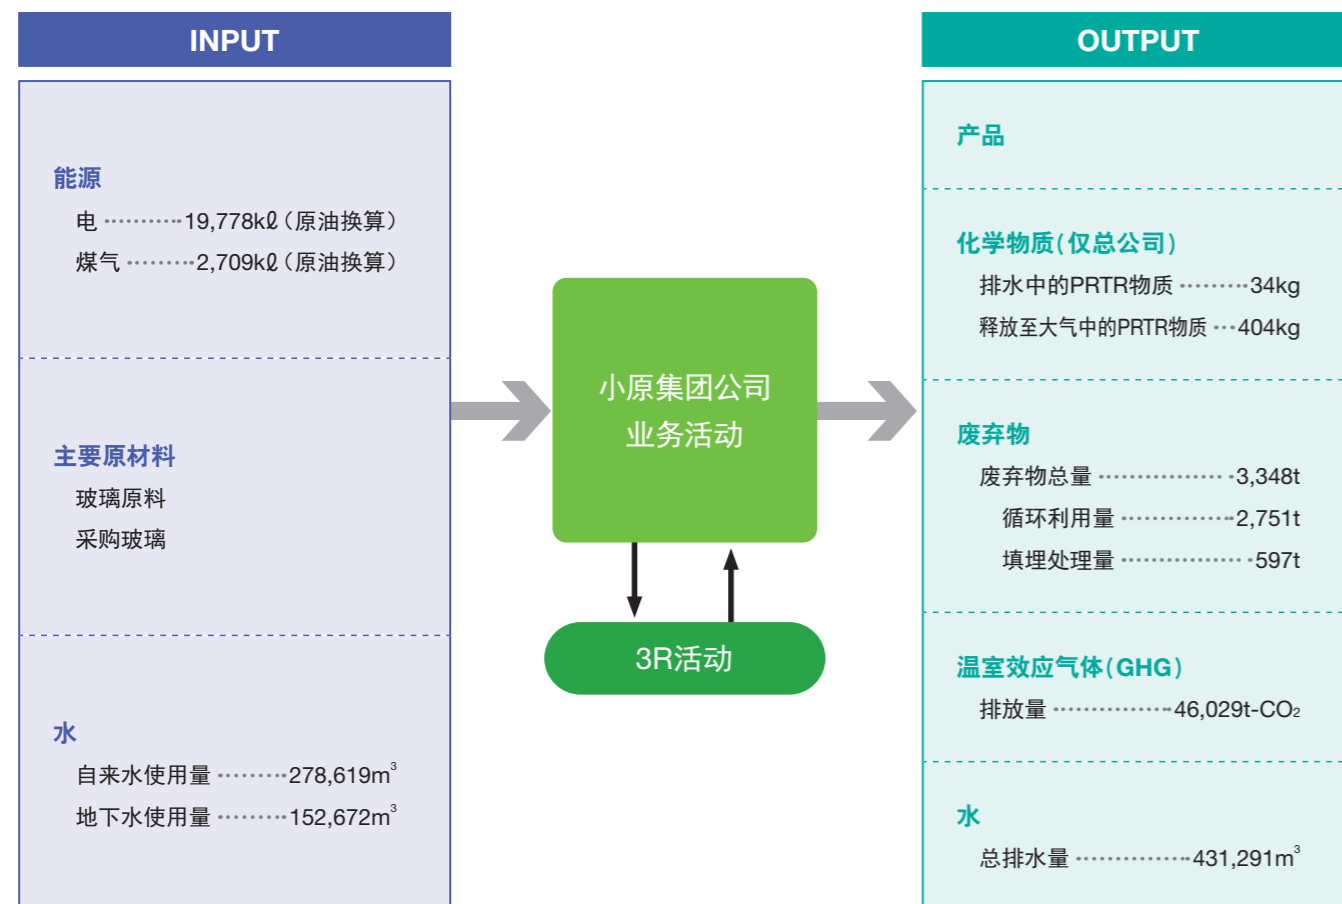 INPUT
能源
电 ··········· 19,778kℓ（原油换算）
煤气 ········· 2,709kℓ（原油换算）
主要原材料
玻璃原料
采购玻璃
水
自来水使用量 ········· 278,619m³
地下水使用量 ········· 152,672m³
小原集团公司
业务活动
3R活动
OUTPUT
产品
化学物质(仅总公司)
排水中的PRTR物质 ········· 34kg
释放至大气中的PRTR物质 ··· 404kg
废弃物
废弃物总量 ················· 3,348t
循环利用量 ··············· 2,751t
填埋处理量 ················· 597t
温室效应气体(GHG)
排放量 ··············· 46,029t-CO₂
水
总排水量 ··············· 431,291m³